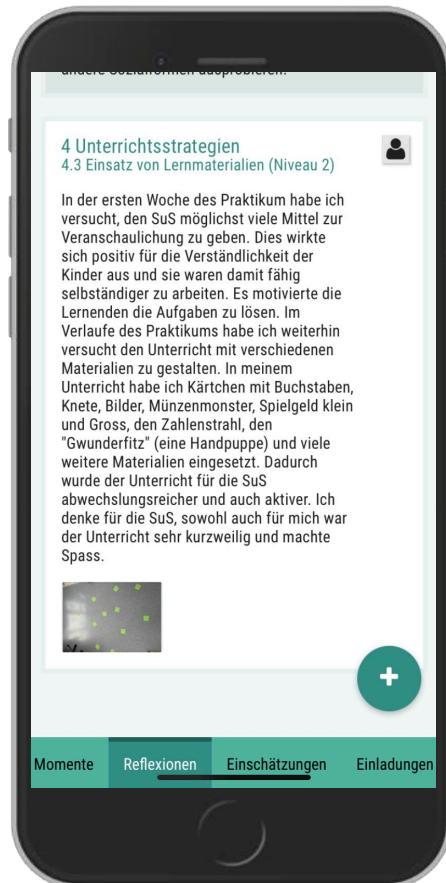 andere Sozialformen ausprobieren.
4 Unterrichtsstrategien
4.3 Einsatz von Lernmaterialien (Niveau 2)
In der ersten Woche des Praktikum habe ich
versucht, den SuS möglichst viele Mittel zur
Veranschaulichung zu geben. Dies wirkte
sich positiv für die Verständlichkeit der
Kinder aus und sie waren damit fähig
selbständiger zu arbeiten. Es motivierte die
Lernenden die Aufgaben zu lösen. Im
Verlaufe des Praktikums habe ich weiterhin
versucht den Unterricht mit verschiedenen
Materialien zu gestalten. In meinem
Unterricht habe ich Kärtchen mit Buchstaben,
Knete, Bilder, Münzenmonster, Spielgeld klein
und Gross, den Zahlenstrahl, den
"Gwunderfitz" (eine Handpuppe) und viele
weitere Materialien eingesetzt. Dadurch
wurde der Unterricht für die SuS
abwechslungsreicher und auch aktiver. Ich
denke für die SuS, sowohl auch für mich war
der Unterricht sehr kurzweilig und machte
Spass.
+
Momente Reflexionen Einschätzungen Einladungen